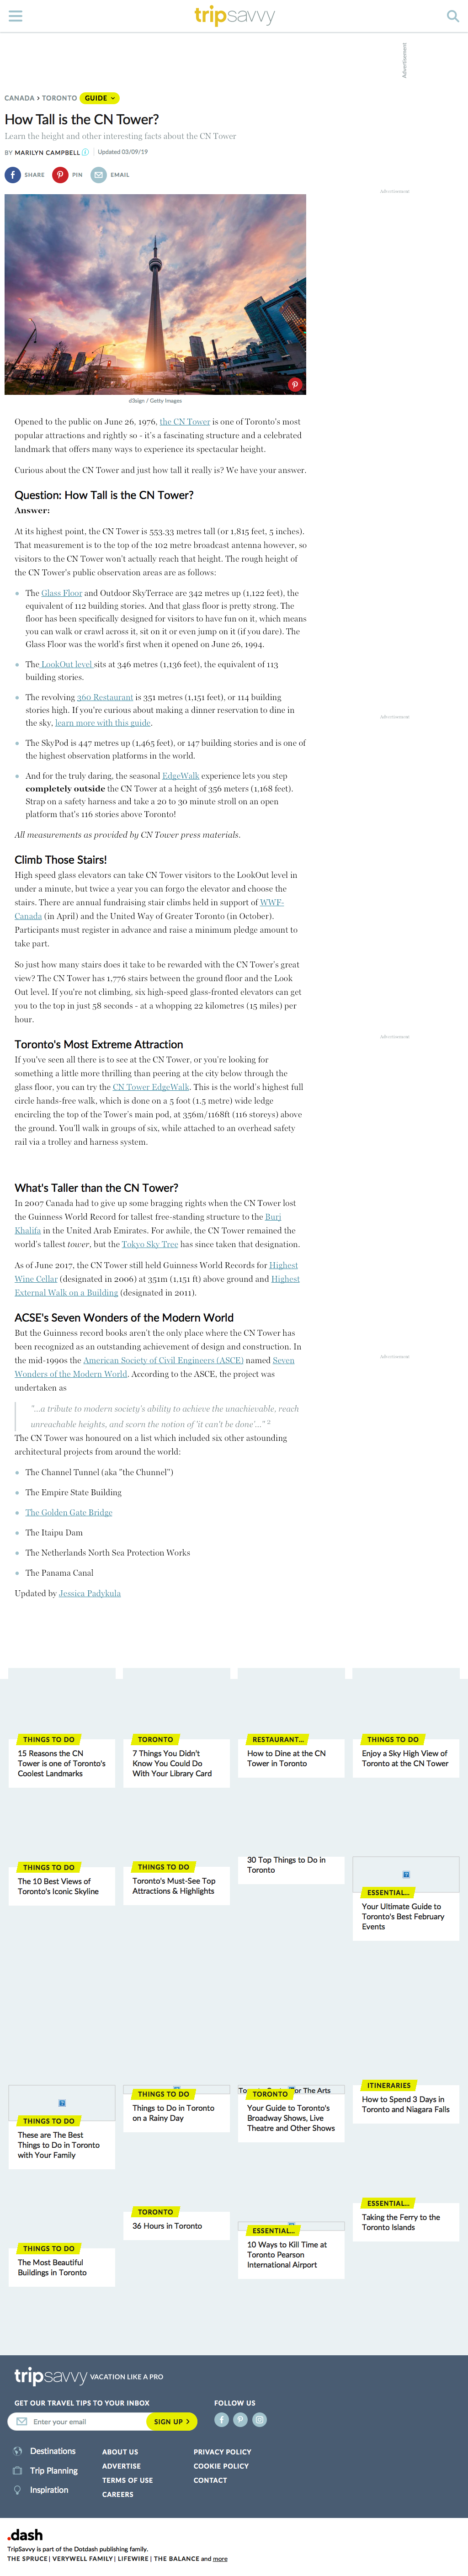 tripsavvy
Advertisement
CANADA › TORONTO GUIDE
How Tall is the CN Tower?
Learn the height and other interesting facts about the CN Tower
BY MARILYN CAMPBELL Updated 03/09/19
SHARE PIN EMAIL
Advertisement
d3sign / Getty Images
Opened to the public on June 26, 1976, the CN Tower is one of Toronto's most
popular attractions and rightly so - it's a fascinating structure and a celebrated
landmark that offers many ways to experience its spectacular height.
Curious about the CN Tower and just how tall it really is? We have your answer.
Question: How Tall is the CN Tower?
Answer:
At its highest point, the CN Tower is 553.33 metres tall (or 1,815 feet, 5 inches).
That measurement is to the top of the 102 metre broadcast antenna however, so
visitors to the CN Tower won't actually reach that height. The rough height of
the CN Tower's public observation areas are as follows:
The Glass Floor and Outdoor SkyTerrace are 342 metres up (1,122 feet), the
equivalent of 112 building stories. And that glass floor is pretty strong. The
floor has been specifically designed for visitors to have fun on it, which means
you can walk or crawl across it, sit on it or even jump on it (if you dare). The
Glass Floor was the world's first when it opened on June 26, 1994.
The LookOut level sits at 346 metres (1,136 feet), the equivalent of 113
building stories.
The revolving 360 Restaurant is 351 metres (1,151 feet), or 114 building
stories high. If you're curious about making a dinner reservation to dine in
the sky, learn more with this guide.
Advertisement
The SkyPod is 447 metres up (1,465 feet), or 147 building stories and is one of
the highest observation platforms in the world.
And for the truly daring, the seasonal EdgeWalk experience lets you step
completely outside the CN Tower at a height of 356 metres (1,168 feet).
Strap on a safety harness and take a 20 to 30 minute stroll on an open
platform that's 116 stories above Toronto!
All measurements as provided by CN Tower press materials.
Climb Those Stairs!
High speed glass elevators can take CN Tower visitors to the LookOut level in
under a minute, but twice a year you can forgo the elevator and choose the
stairs. There are annual fundraising stair climbs held in support of WWF-
Canada (in April) and the United Way of Greater Toronto (in October).
Participants must register in advance and raise a minimum pledge amount to
take part.
So just how many stairs does it take to be rewarded with the CN Tower's great
view? The CN Tower has 1,776 stairs between the ground floor and the Look
Out level. If you're not climbing, six high-speed glass-fronted elevators can get
you to the top in just 58 seconds - at a whopping 22 kilometres (15 miles) per
hour.
Advertisement
Toronto's Most Extreme Attraction
If you've seen all there is to see at the CN Tower, or you're looking for
something a little more thrilling than peering at the city below through the
glass floor, you can try the CN Tower EdgeWalk. This is the world's highest full
circle hands-free walk, which is done on a 5 foot (1.5 metre) wide ledge
encircling the top of the Tower's main pod, at 356m/1168ft (116 storeys) above
the ground. You'll walk in groups of six, while attached to an overhead safety
rail via a trolley and harness system.
What's Taller than the CN Tower?
In 2007 Canada had to give up some bragging rights when the CN Tower lost
the Guinness World Record for tallest free-standing structure to the Burj
Khalifa in the United Arab Emirates. For awhile, the CN Tower remained the
world's tallest tower, but the Tokyo Sky Tree has since taken that designation.
As of June 2017, the CN Tower still held Guinness World Records for Highest
Wine Cellar (designated in 2006) at 351m (1,151 ft) above ground and Highest
External Walk on a Building (designated in 2011).
ACSE's Seven Wonders of the Modern World
But the Guinness record books aren't the only place where the CN Tower has
been recognized as an outstanding achievement of design and construction. In
the mid-1990s the American Society of Civil Engineers (ASCE) named Seven
Wonders of the Modern World. According to the ASCE, the project was
undertaken as
Advertisement
"...a tribute to modern society's ability to achieve the unachievable, reach
unreachable heights, and scorn the notion of 'it can't be done'..." 2
The CN Tower was honoured on a list which included six other astounding
architectural projects from around the world:
The Channel Tunnel (aka "the Chunnel")
The Empire State Building
The Golden Gate Bridge
The Itaipu Dam
The Netherlands North Sea Protection Works
The Panama Canal
Updated by Jessica Padykula
THINGS TO DO
15 Reasons the CN
Tower is one of Toronto's
Coolest Landmarks
TORONTO
7 Things You Didn't
Know You Could Do
With Your Library Card
RESTAURANT...
How to Dine at the CN
Tower in Toronto
THINGS TO DO
Enjoy a Sky High View of
Toronto at the CN Tower
THINGS TO DO
The 10 Best Views of
Toronto's Iconic Skyline
THINGS TO DO
Toronto's Must-See Top
Attractions & Highlights
30 Top Things to Do in
Toronto
ESSENTIAL...
Your Ultimate Guide to
Toronto's Best February
Events
THINGS TO DO
These are The Best
Things to Do in Toronto
with Your Family
THINGS TO DO
Things to Do in Toronto
on a Rainy Day
or The Arts
TORONTO
Your Guide to Toronto's
Broadway Shows, Live
Theatre and Other Shows
ITINERARIES
How to Spend 3 Days in
Toronto and Niagara Falls
THINGS TO DO
The Most Beautiful
Buildings in Toronto
TORONTO
36 Hours in Toronto
ESSENTIAL...
10 Ways to Kill Time at
Toronto Pearson
International Airport
ESSENTIAL...
Taking the Ferry to the
Toronto Islands
tripsavvy VACATION LIKE A PRO
GET OUR TRAVEL TIPS TO YOUR INBOX
Enter your email SIGN UP
FOLLOW US
Destinations
Trip Planning
Inspiration
ABOUT US
ADVERTISE
TERMS OF USE
CAREERS
PRIVACY POLICY
COOKIE POLICY
CONTACT
.dash
TripSavvy is part of the Dotdash publishing family.
THE SPRUCE | VERYWELL FAMILY | LIFEWIRE | THE BALANCE and more